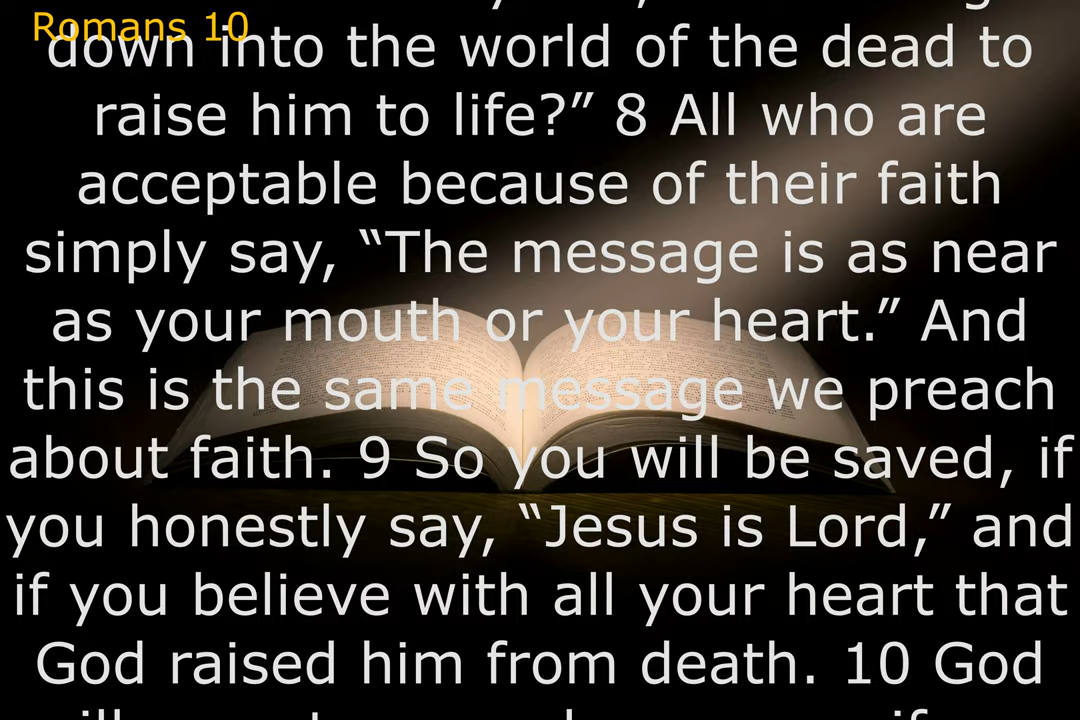 Romans 10
down into the world of the dead to
raise him to life?” 8 All who are
acceptable because of their faith
simply say, “The message is as near
as your mouth or your heart.” And
this is the same message we preach
about faith. 9 So you will be saved, if
you honestly say, “Jesus is Lord,” and
if you believe with all your heart that
God raised him from death. 10 God